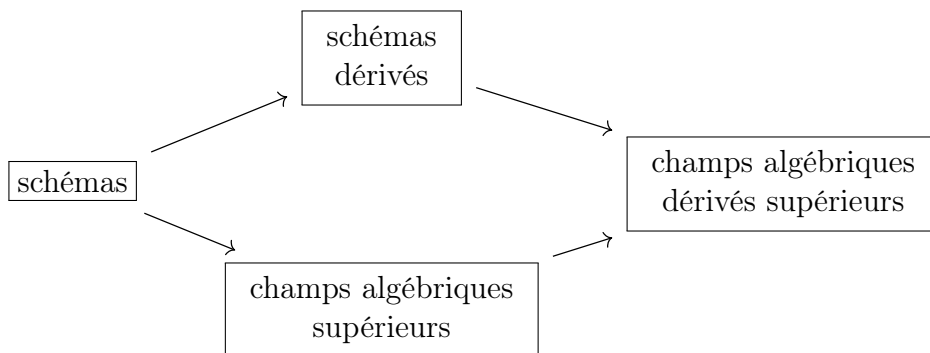 schémas
dérivés
schémas
champs algébriques
dérivés supérieurs
champs algébriques
supérieurs